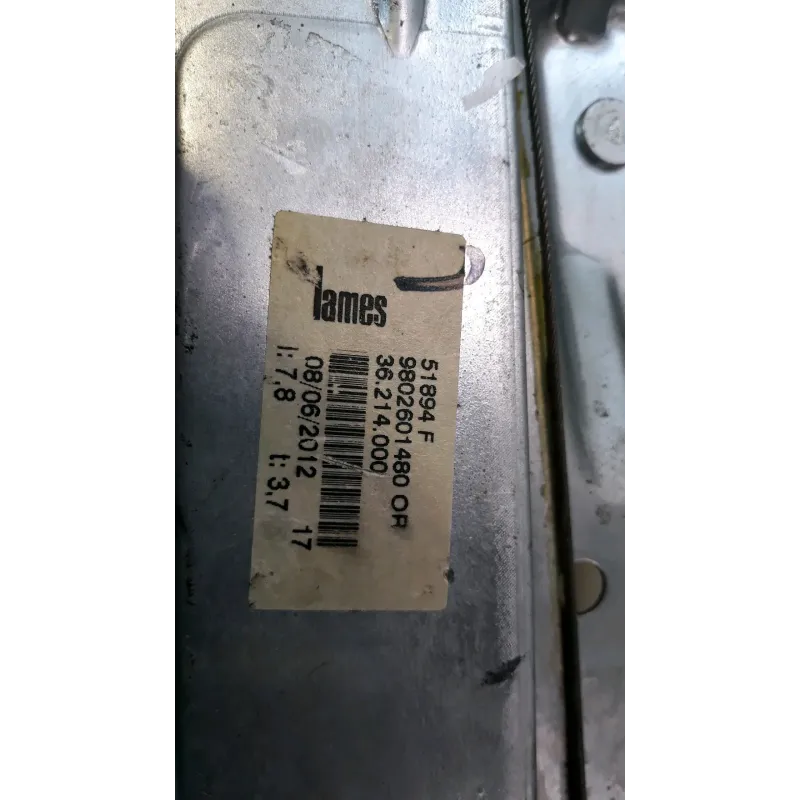 lames
51894 F
9802601480 OR
36.214.000
08/06/2012 17
I: 7,8 t: 3,7